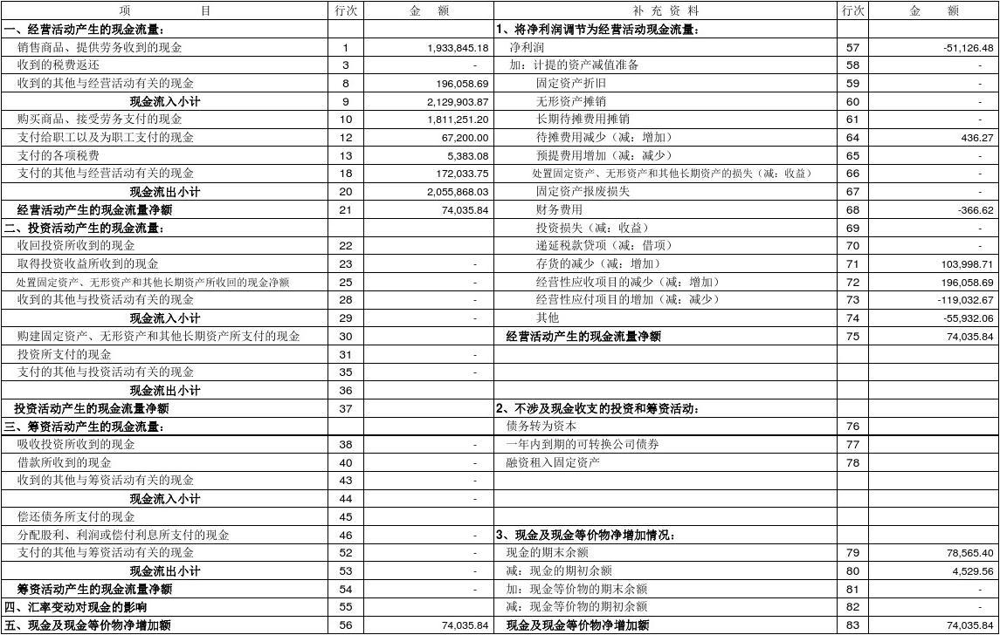 项 目 行次 金 额 补 充 资 料 行次 金 额
一、经营活动产生的现金流量： 1、将净利润调节为经营活动现金流量：
销售商品、提供劳务收到的现金 1 1,933,845.18 净利润 57 -51,126.48
收到的税费返还 3 - 加：计提的资产减值准备 58 -
收到的其他与经营活动有关的现金 8 196,058.69 固定资产折旧 59 -
现金流入小计 9 2,129,903.87 无形资产摊销 60 -
购买商品、接受劳务支付的现金 10 1,811,251.20 长期待摊费用摊销 61 -
支付给职工以及为职工支付的现金 12 67,200.00 待摊费用减少（减：增加） 64 436.27
支付的各项税费 13 5,383.08 预提费用增加（减：减少） 65 -
支付的其他与经营活动有关的现金 18 172,033.75 处置固定资产、无形资产和其他长期资产的损失（减：收益） 66 -
现金流出小计 20 2,055,868.03 固定资产报废损失 67 -
经营活动产生的现金流量净额 21 74,035.84 财务费用 68 -366.62
二、投资活动产生的现金流量： 投资损失（减：收益） 69 -
收回投资所收到的现金 22 递延税款贷项（减：借项） 70 -
取得投资收益所收到的现金 23 - 存货的减少（减：增加） 71 103,998.71
处置固定资产、无形资产和其他长期资产所收回的现金净额 25 - 经营性应收项目的减少（减：增加） 72 196,058.69
收到的其他与投资活动有关的现金 28 - 经营性应付项目的增加（减：减少） 73 -119,032.67
现金流入小计 29 - 其他 74 -55,932.06
购建固定资产、无形资产和其他长期资产所支付的现金 30 经营活动产生的现金流量净额 75 74,035.84
投资所支付的现金 31 -
支付的其他与投资活动有关的现金 35 -
现金流出小计 36
投资活动产生的现金流量净额 37 2、不涉及现金收支的投资和筹资活动：
三、筹资活动产生的现金流量： 债务转为资本 76
吸收投资所收到的现金 38 - 一年内到期的可转换公司债券 77
借款所收到的现金 40 - 融资租入固定资产 78
收到的其他与筹资活动有关的现金 43 -
现金流入小计 44 -
偿还债务所支付的现金 45
分配股利、利润或偿付利息所支付的现金 46 - 3、现金及现金等价物净增加情况：
支付的其他与筹资活动有关的现金 52 - 现金的期末余额 79 78,565.40
现金流出小计 53 - 减：现金的期初余额 80 4,529.56
筹资活动产生的现金流量净额 54 - 加：现金等价物的期末余额 81 -
四、汇率变动对现金的影响 55 减：现金等价物的期初余额 82 -
五、现金及现金等价物净增加额 56 74,035.84 现金及现金等价物净增加额 83 74,035.84